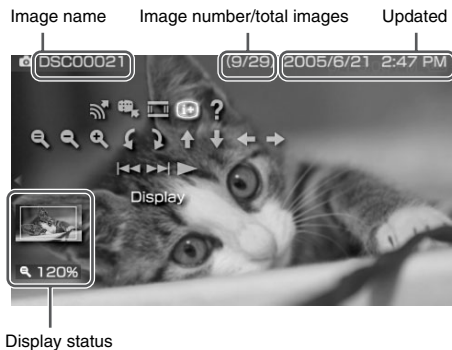 Image name Image number/total images Updated
DSC00021 (9/29) 2005/6/21 2:47 PM
i+ ?
Display
120%
Display status